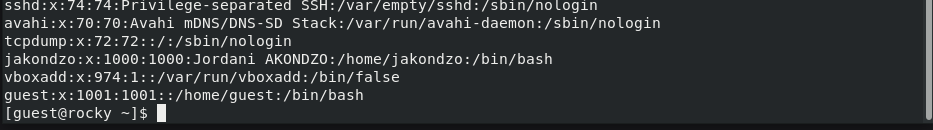 sshd:x:74:74:Privilege-separated SSH:/var/empty/sshd:/sbin/nologin
avahi:x:70:70:Avahi mDNS/DNS-SD Stack:/var/run/avahi-daemon:/sbin/nologin
tcpdump:x:72:72::/:/sbin/nologin
jakondzo:x:1000:1000:Jordani AKONDZO:/home/jakondzo:/bin/bash
vboxadd:x:974:1::/var/run/vboxadd:/bin/false
guest:x:1001:1001::/home/guest:/bin/bash
[guest@rocky ~]$